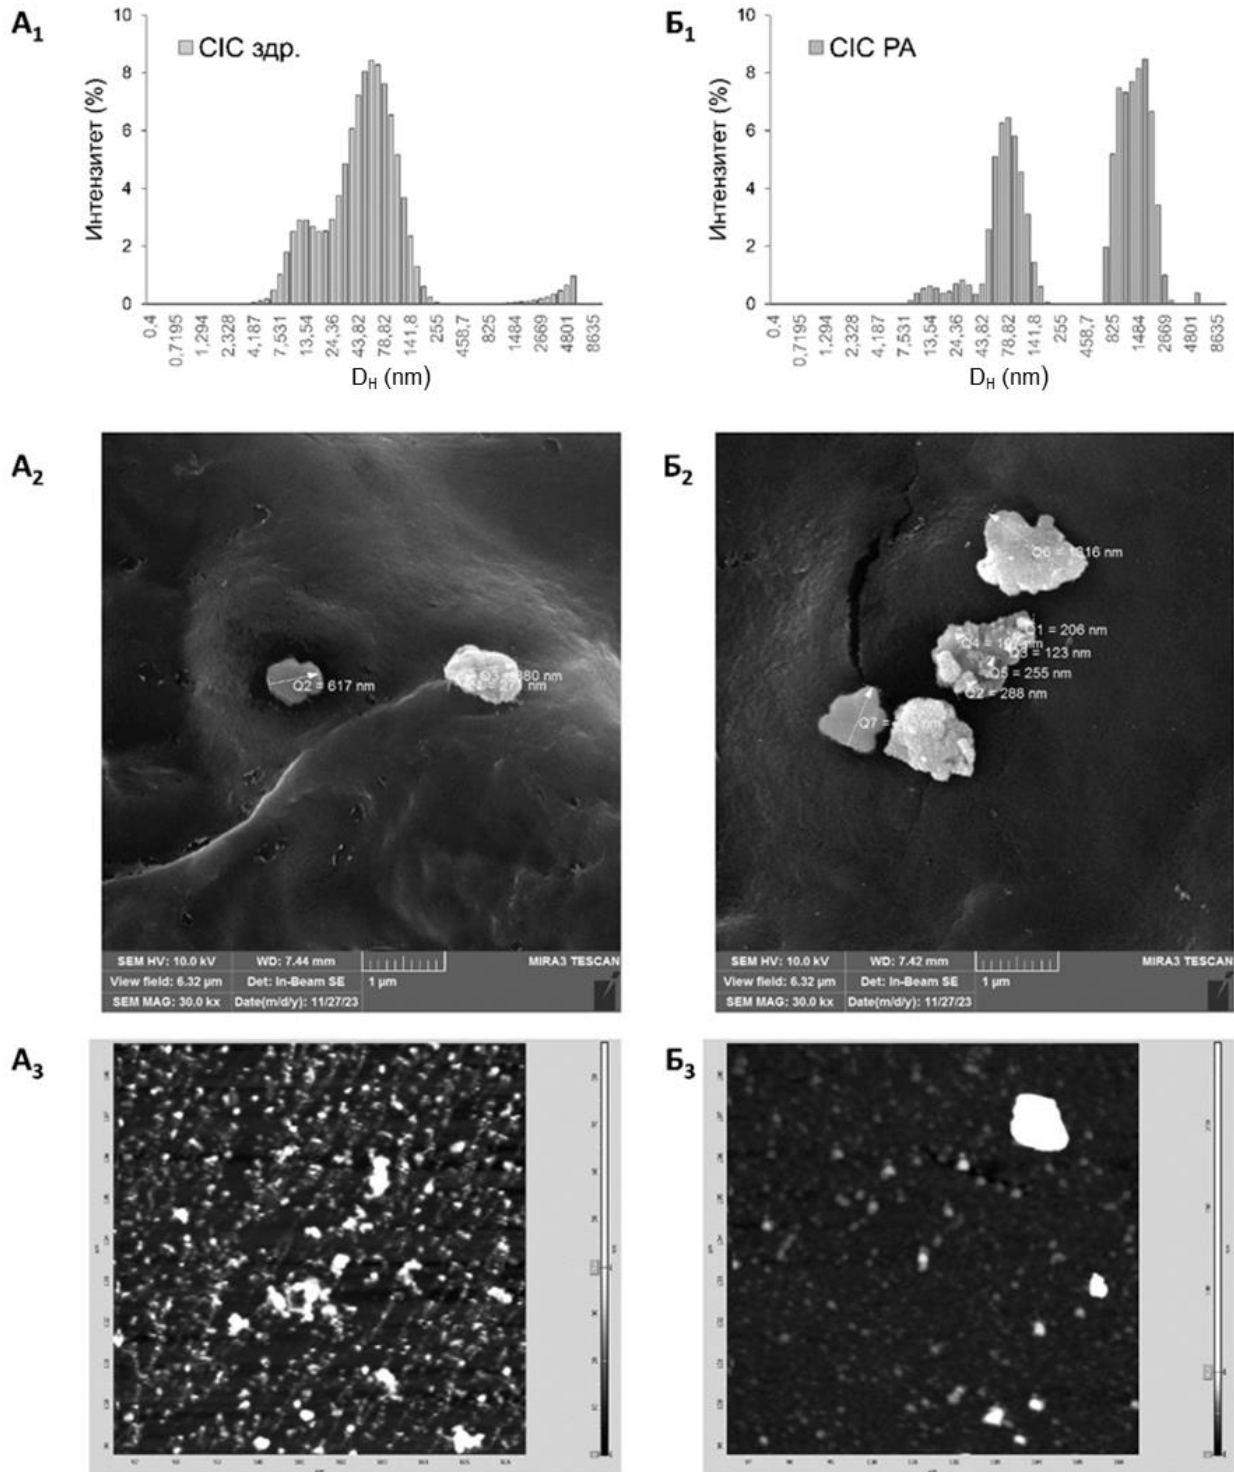 А1
10
8
6
4
2
0
Интензитет (%)
CIC здр.
0,4
0,7195
1,294
2,328
4,187
7,531
13,54
24,36
43,82
78,82
141,8
255
458,7
825
1484
2669
4801
8635
DH (nm)
Б1
10
8
6
4
2
0
Интензитет (%)
CIC РА
0,4
0,7195
1,294
2,328
4,187
7,531
13,54
24,36
43,82
78,82
141,8
255
458,7
825
1484
2669
4801
8635
DH (nm)
А2
Q2 = 617 nm
SEM HV: 10.0 kV
WD: 7.44 mm
MIRA3 TESCAN
View field: 6.32 µm
Det: In-Beam SE
1 µm
SEM MAG: 30.0 kx
Date(m/d/y): 11/27/23
Б2
Q1 = 206 nm
Q3 = 123 nm
Q5 = 255 nm
Q2 = 288 nm
SEM HV: 10.0 kV
WD: 7.42 mm
MIRA3 TESCAN
View field: 6.32 µm
Det: In-Beam SE
1 µm
SEM MAG: 30.0 kx
Date(m/d/y): 11/27/23
А3
Б3